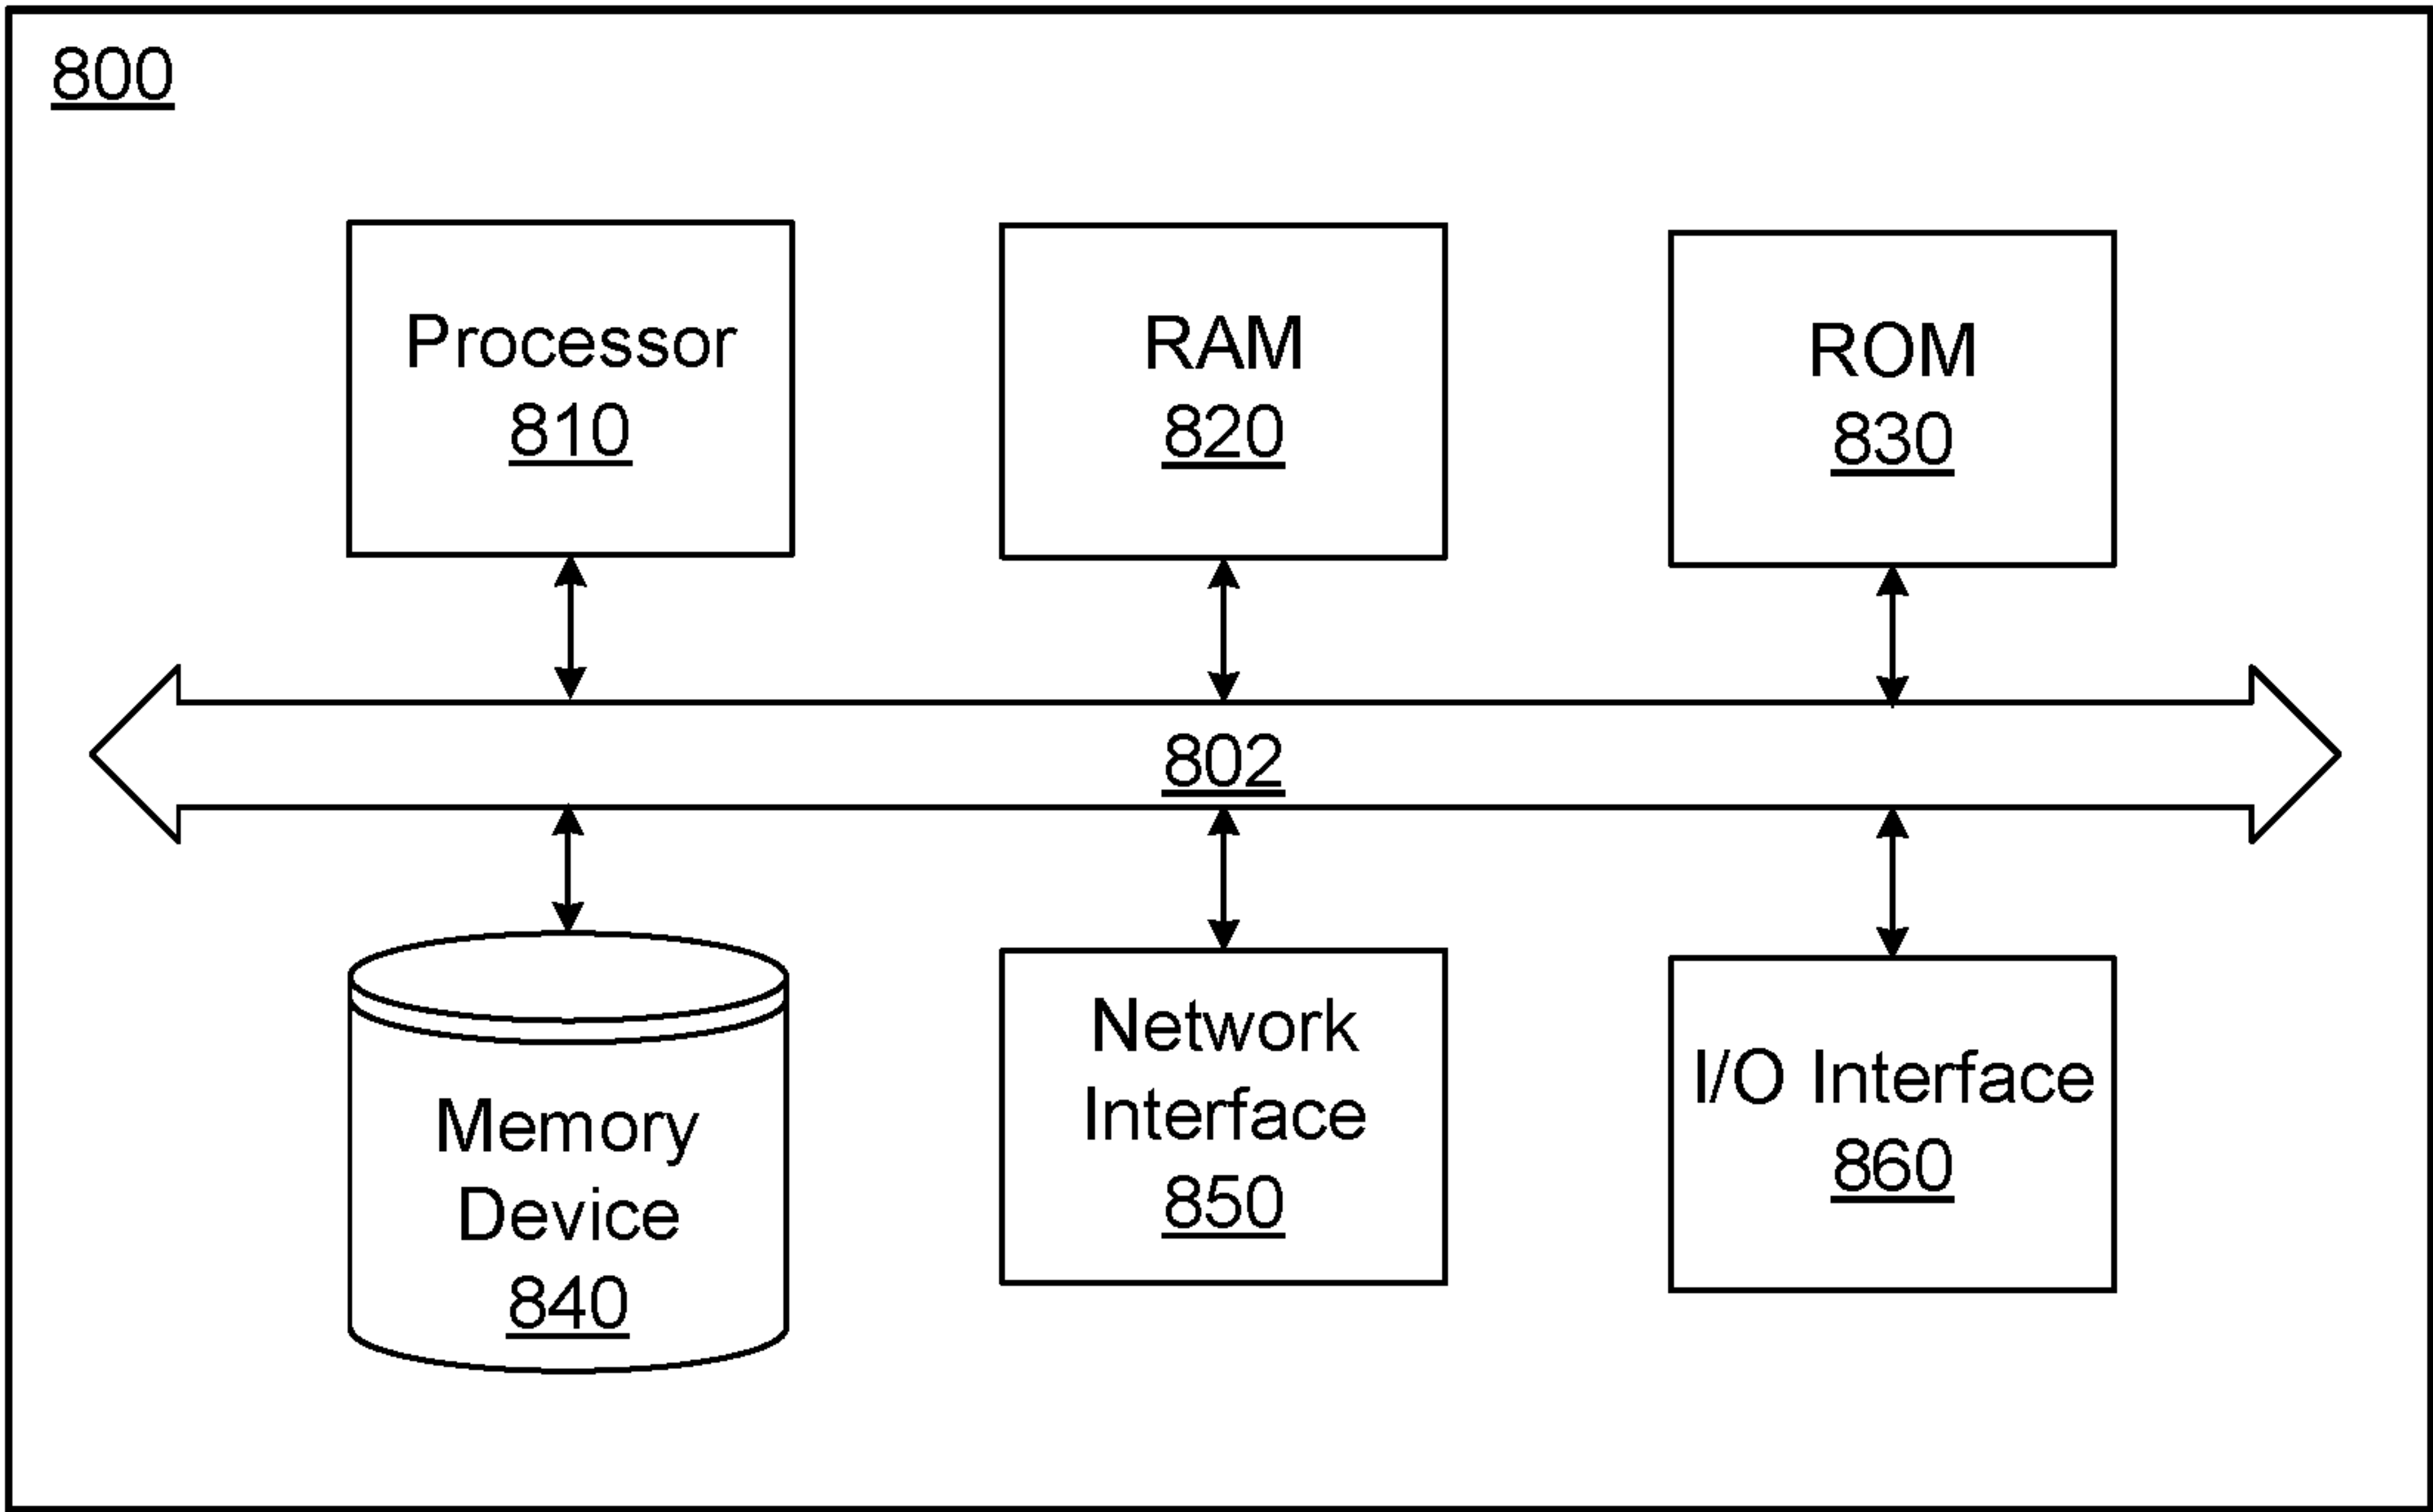 800
Processor
810
RAM
820
ROM
830
802
Memory
Device
840
Network
Interface
850
I/O Interface
860